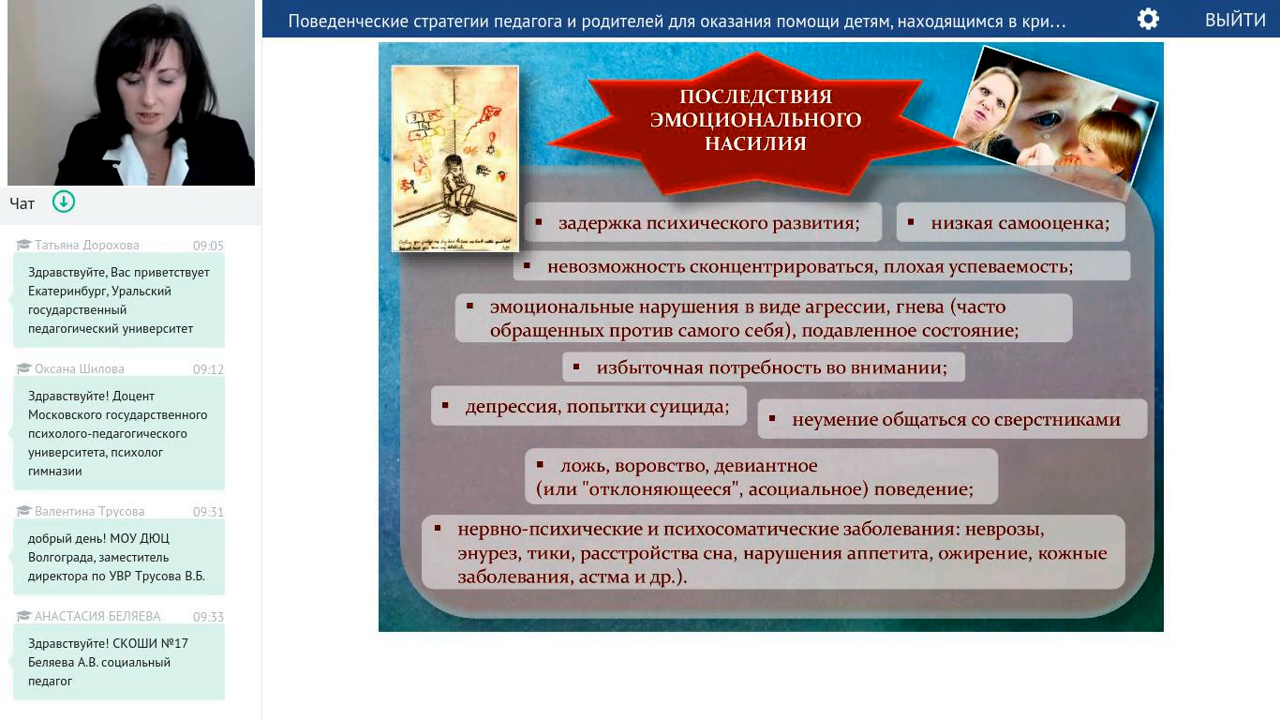 Поведенческие стратегии педагога и родителей для оказания помощи детям, находящимся в кри...
ВЫЙТИ
Чат
Татьяна Дорохова 09:05
Здравствуйте, Вас приветствует
Екатеринбург, Уральский
государственный
педагогический университет
Оксана Шилова 09:12
Здравствуйте! Доцент
Московского государственного
психолого-педагогического
университета, психолог
гимназии
Валентина Трусова 09:31
добрый день! МОУ ДЮЦ
Волгограда, заместитель
директора по УВР Трусова В.Б.
АНАСТАСИЯ БЕЛЯЕВА 09:33
Здравствуйте! СКОШИ №17
Беляева А.В. социальный
педагог
ПОСЛЕДСТВИЯ
ЭМОЦИОНАЛЬНОГО
НАСИЛИЯ
▪ задержка психического развития;
▪ низкая самооценка;
▪ невозможность сконцентрироваться, плохая успеваемость;
▪ эмоциональные нарушения в виде агрессии, гнева (часто
обращенных против самого себя), подавленное состояние;
▪ избыточная потребность во внимании;
▪ депрессия, попытки суицида;
▪ неумение общаться со сверстниками
▪ ложь, воровство, девиантное
(или "отклоняющееся", асоциальное) поведение;
▪ нервно-психические и психосоматические заболевания: неврозы,
энурез, тики, расстройства сна, нарушения аппетита, ожирение, кожные
заболевания, астма и др.).